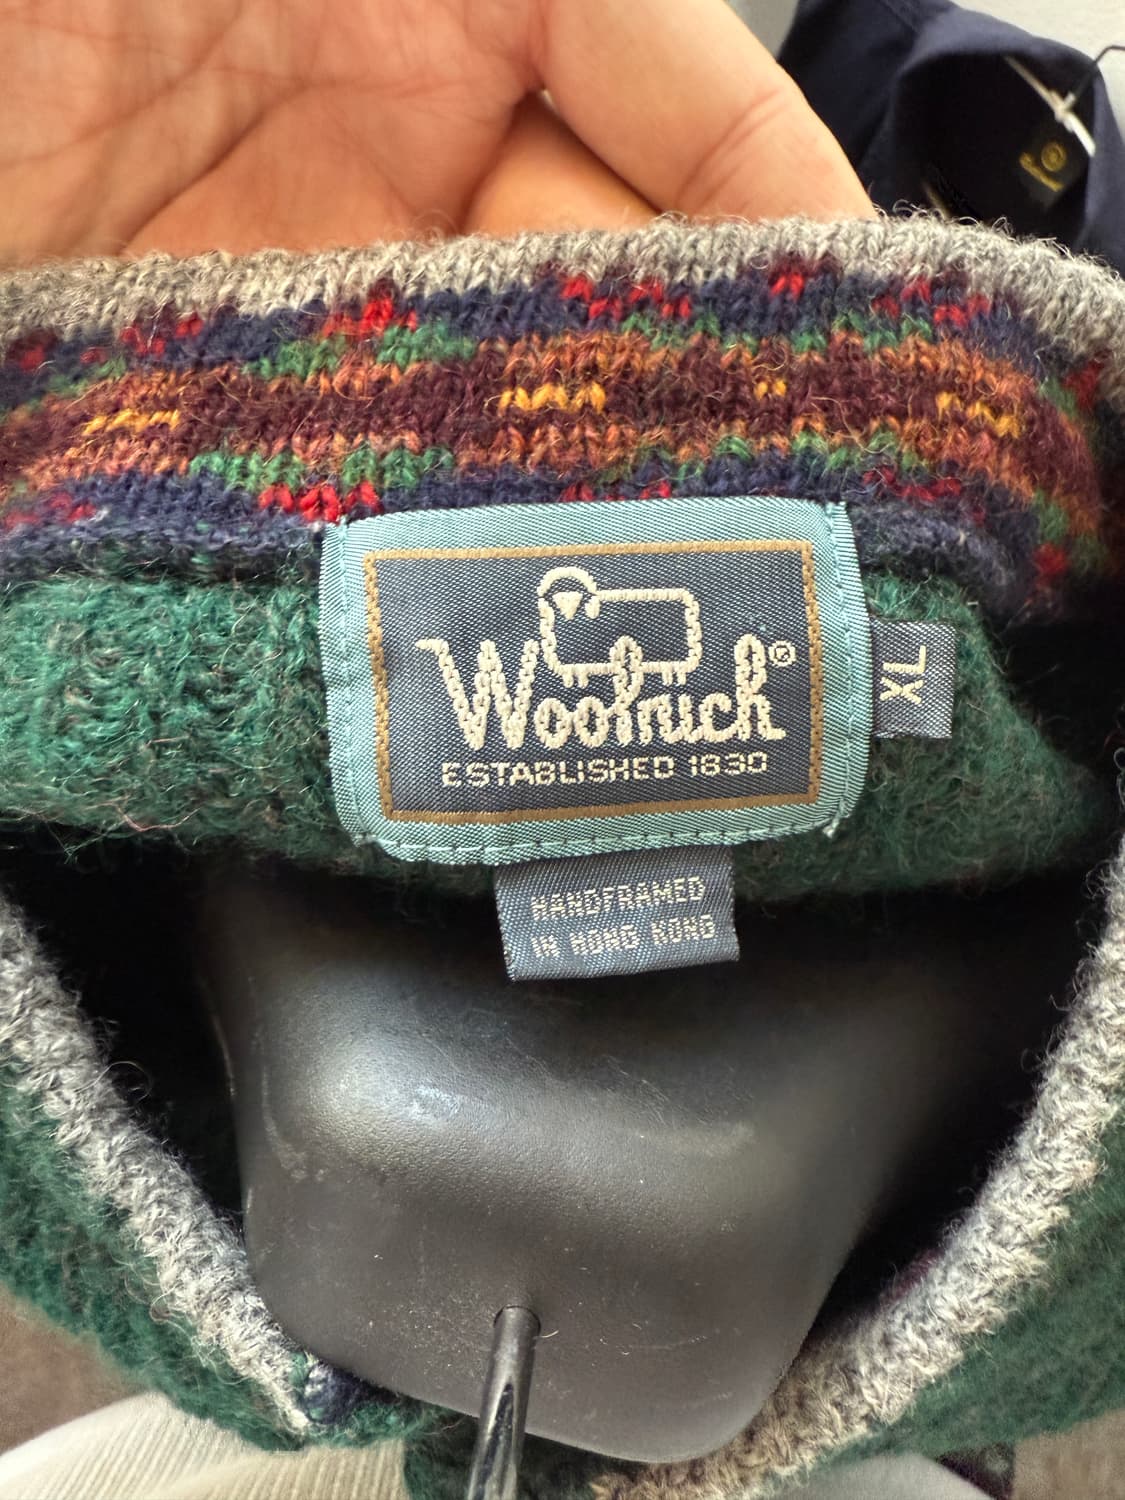 Woolrich®
ESTABLISHED 1830
XL
HANDFRAMED
IN HONG KONG